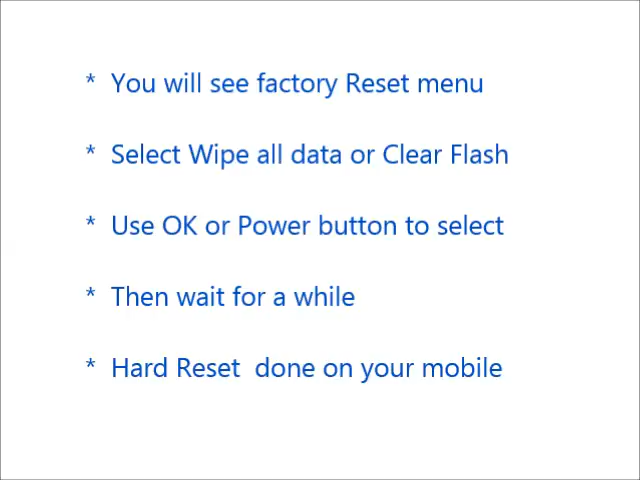 * You will see factory Reset menu
* Select Wipe all data or Clear Flash
* Use OK or Power button to select
* Then wait for a while
* Hard Reset  done on your mobile